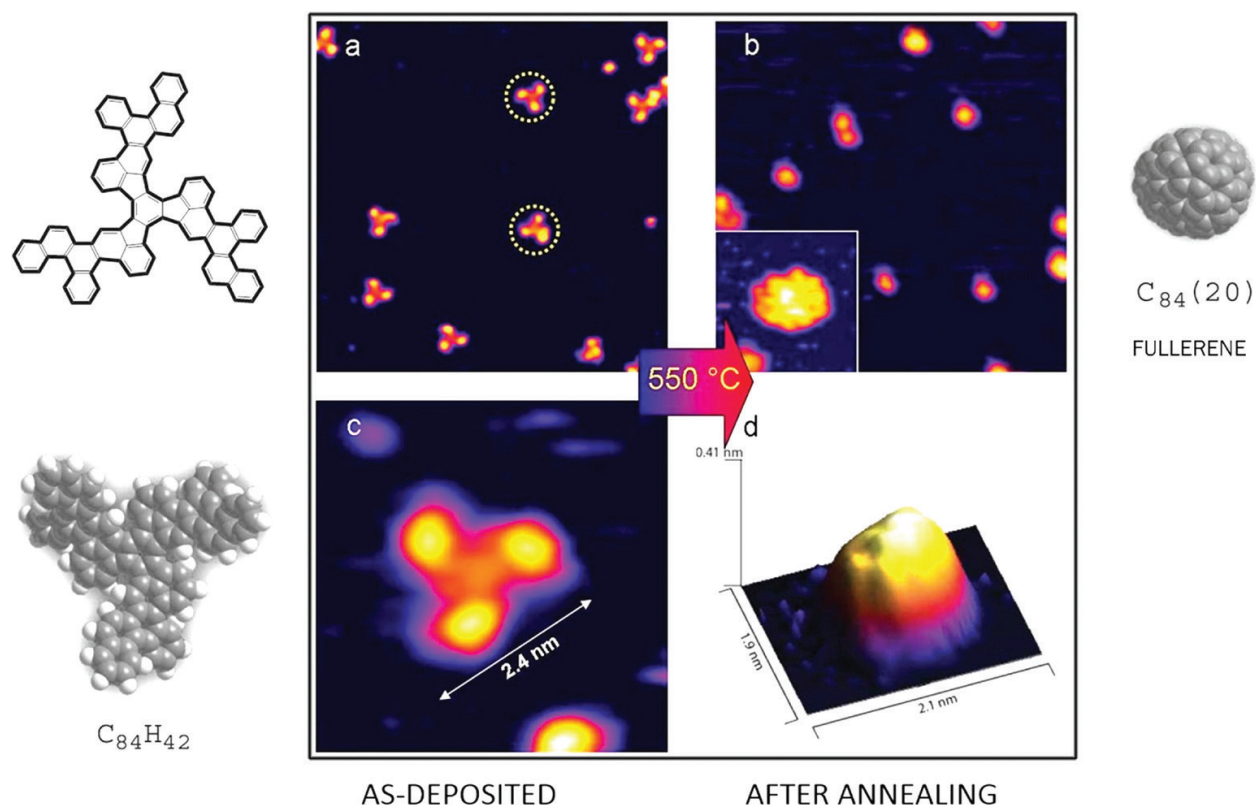 a
b
C84(20)
FULLERENE
550 °C
c
2.4 nm
d
0.41 nm
1.9 nm
2.1 nm
C84H42
AS-DEPOSITED
AFTER ANNEALING